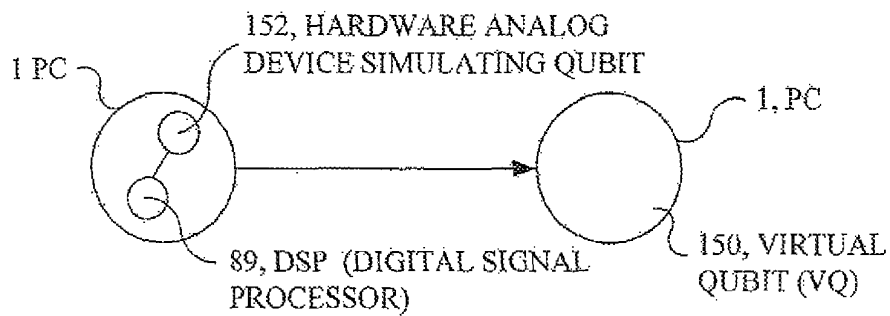 152, HARDWARE ANALOG
DEVICE SIMULATING QUBIT
1 PC
1, PC
89, DSP (DIGITAL SIGNAL
PROCESSOR)
150, VIRTUAL
QUBIT (VQ)